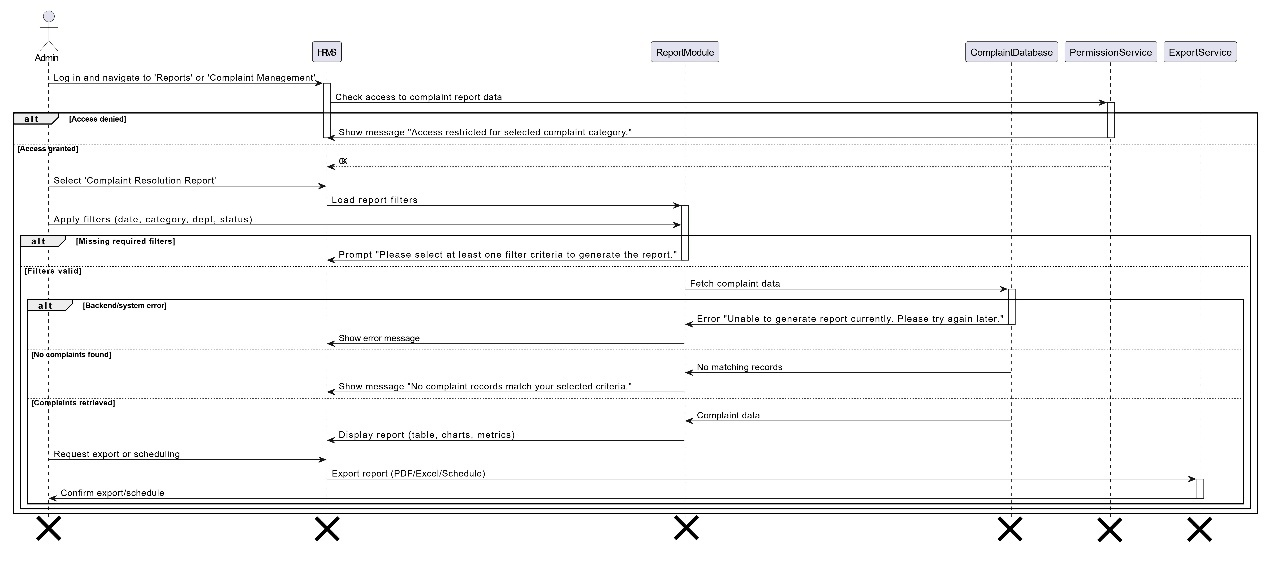 Admin
HRMS
ReportModule
ComplaintDatabase
PermissionService
ExportService
Log in and navigate to 'Reports' or 'Complaint Management'
Check access to complaint report data
alt
[Access denied]
Show message "Access restricted for selected complaint category."
[Access granted]
OK
Select 'Complaint Resolution Report'
Load report filters
Apply filters (date, category, dept, status)
alt
[Missing required filters]
Prompt "Please select at least one filter criteria to generate the report."
[Filters valid]
Fetch complaint data
alt
[Backend/system error]
Error "Unable to generate report currently. Please try again later."
Show error message
[No complaints found]
No matching records
Show message "No complaint records match your selected criteria."
[Complaints retrieved]
Complaint data
Display report (table, charts, metrics)
Request export or scheduling
Export report (PDF/Excel/Schedule)
Confirm export/schedule